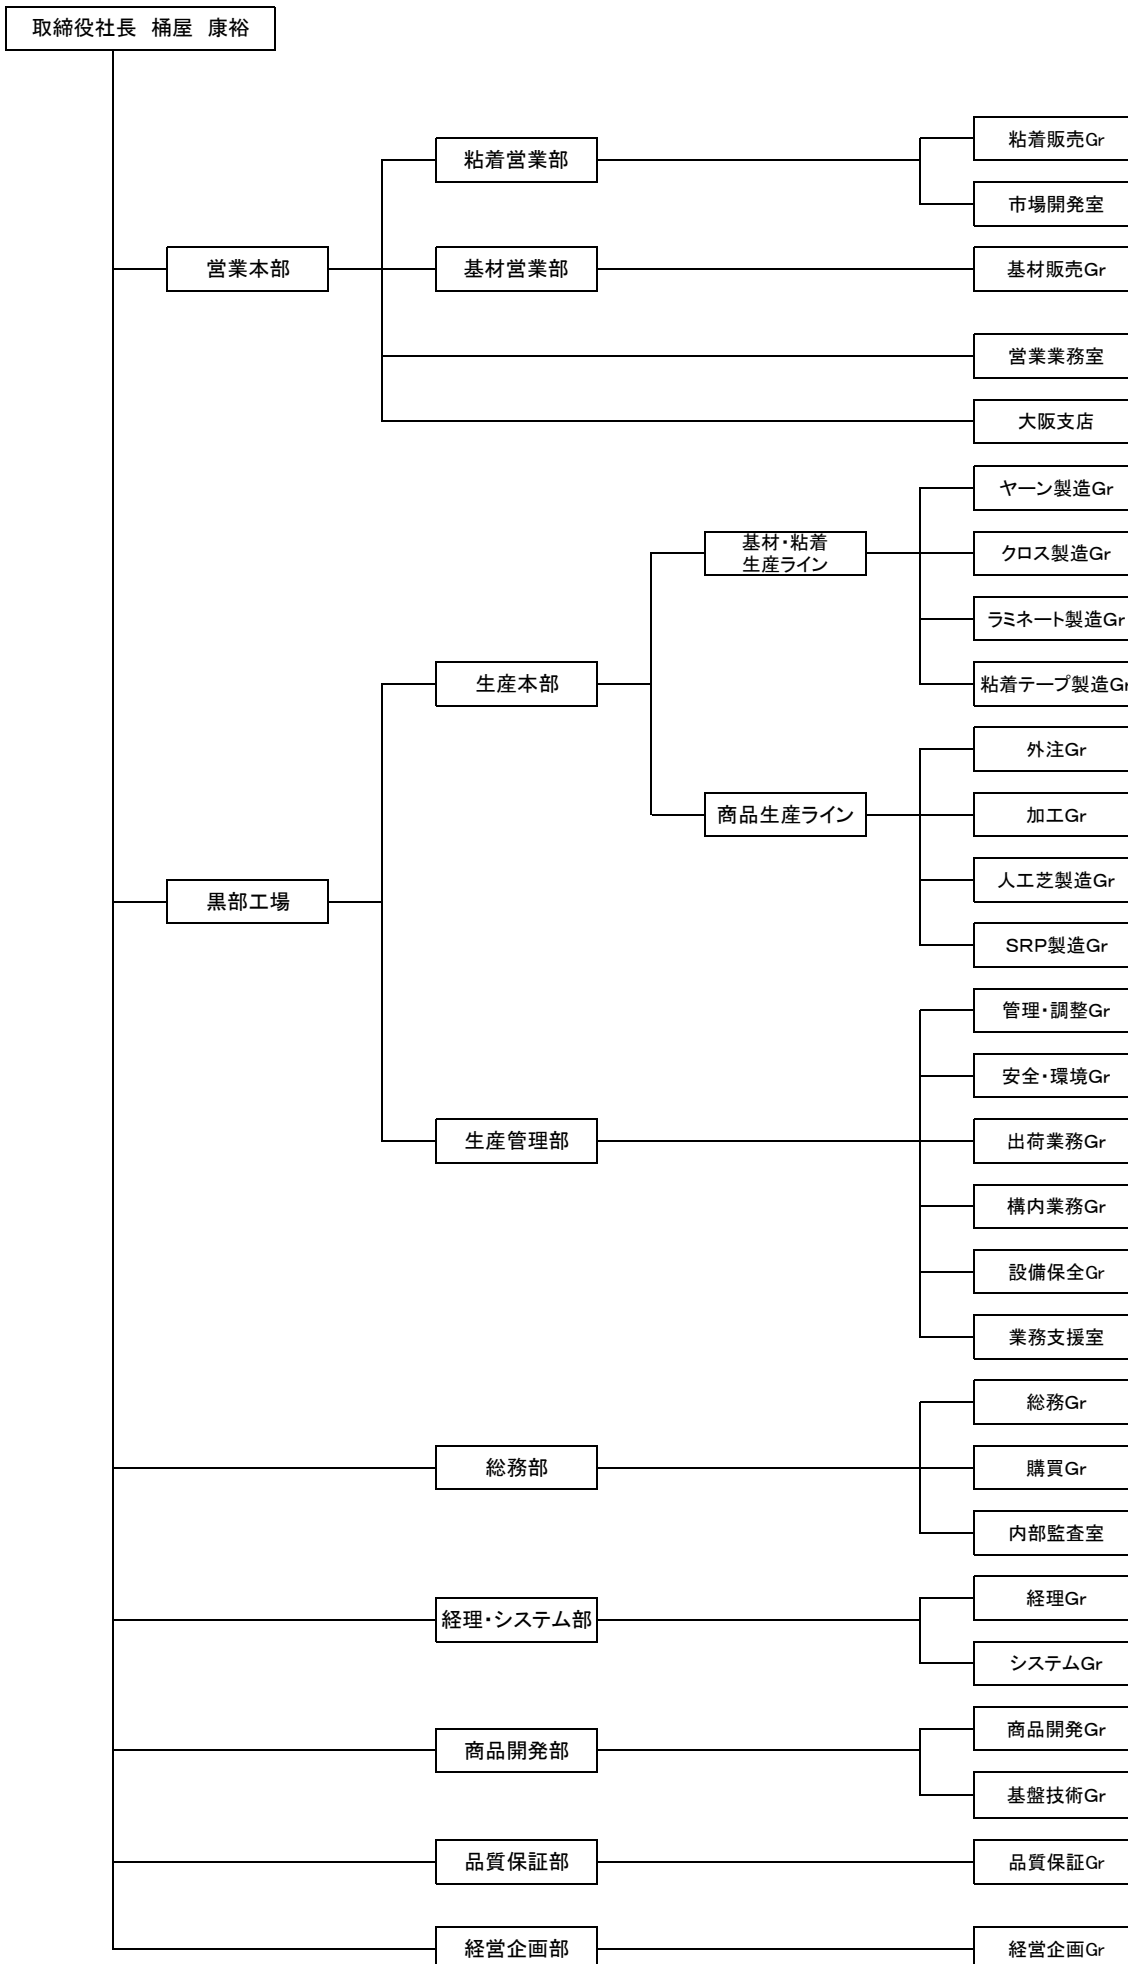 取締役社長　桶屋　康裕
粘着販売Gr
粘着営業部
市場開発室
営業本部
基材営業部
基材販売Gr
営業業務室
大阪支店
ヤーン製造Gr
基材・粘着
生産ライン
クロス製造Gr
ラミネート製造Gr
生産本部
粘着テープ製造Gr
外注Gr
商品生産ライン
加工Gr
人工芝製造Gr
黒部工場
SRP製造Gr
管理・調整Gr
安全・環境Gr
生産管理部
出荷業務Gr
構内業務Gr
設備保全Gr
業務支援室
総務Gr
総務部
購買Gr
内部監査室
経理Gr
経理・システム部
システムGr
商品開発Gr
商品開発部
基盤技術Gr
品質保証部
品質保証Gr
経営企画部
経営企画Gr